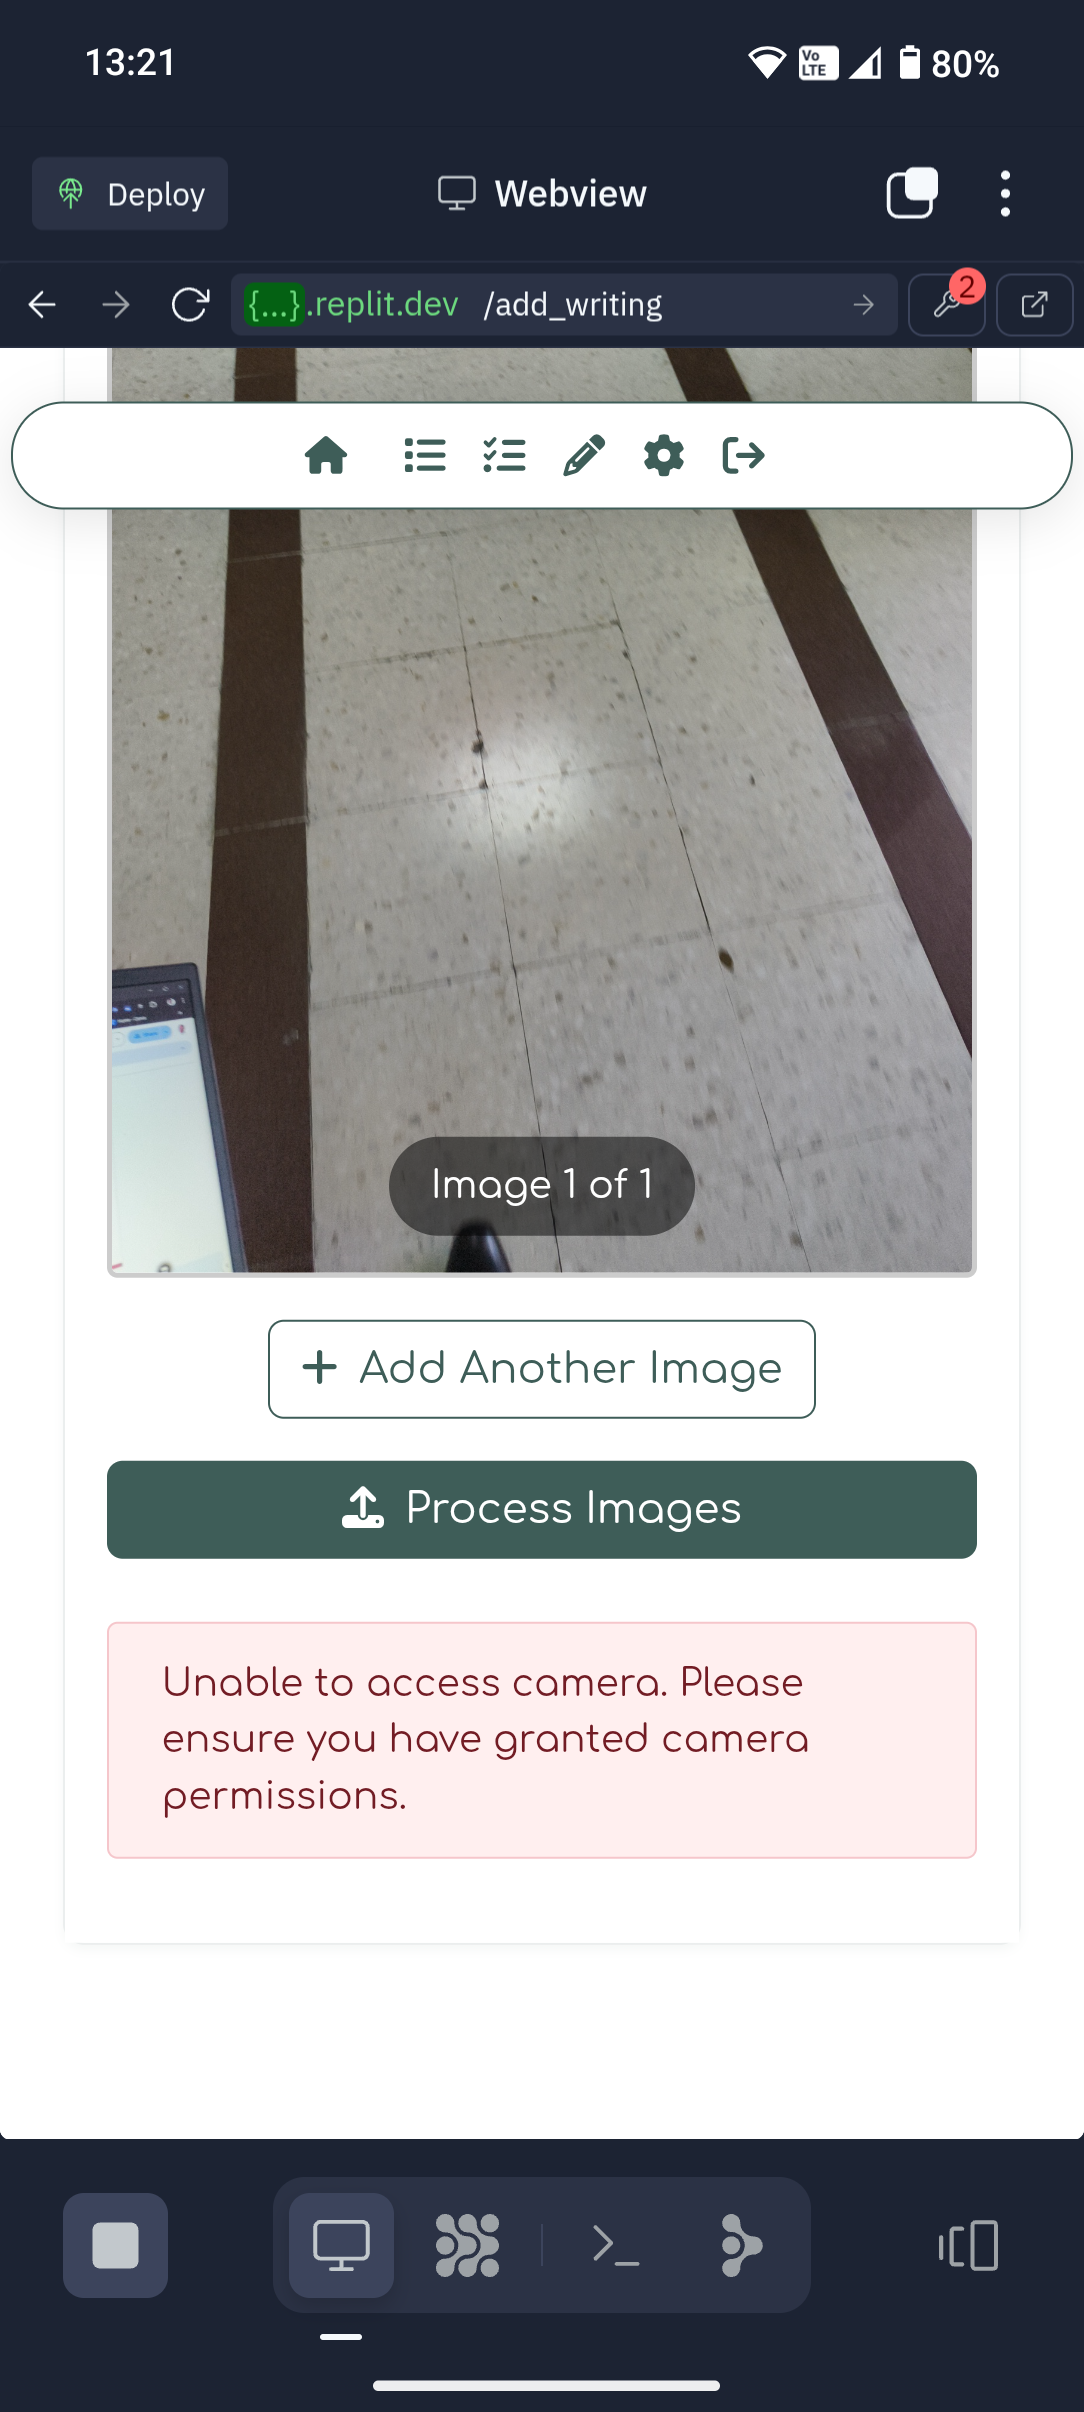 13:21
Vo LTE 80%
Deploy
Webview
{...}.replit.dev /add_writing
2
Image 1 of 1
Add Another Image
Process Images
Unable to access camera. Please
ensure you have granted camera
permissions.